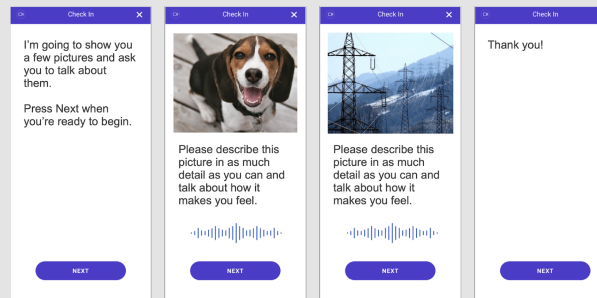 Check In
I'm going to show you
a few pictures and ask
you to talk about
them.
Press Next when
you're ready to begin.
NEXT
Check In
Please describe this
picture in as much
detail as you can and
talk about how it
makes you feel.
NEXT
Check In
Please describe this
picture in as much
detail as you can and
talk about how it
makes you feel.
NEXT
Check In
Thank you!
NEXT